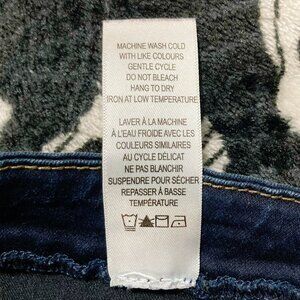 MACHINE WASH COLD
WITH LIKE COLOURS
GENTLE CYCLE
DO NOT BLEACH
HANG TO DRY
IRON AT LOW TEMPERATURE
LAVER À LA MACHINE
À L'EAU FROIDE AVEC LES
COULEURS SIMILAIRES
AU CYCLE DÉLICAT
NE PAS BLANCHIR
SUSPENDRE POUR SÉCHER
REPASSER À BASSE
TEMPÉRATURE